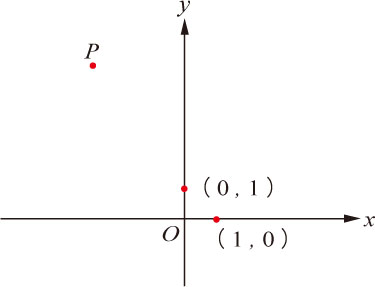 y
P
(0, 1)
O
x
(1, 0)